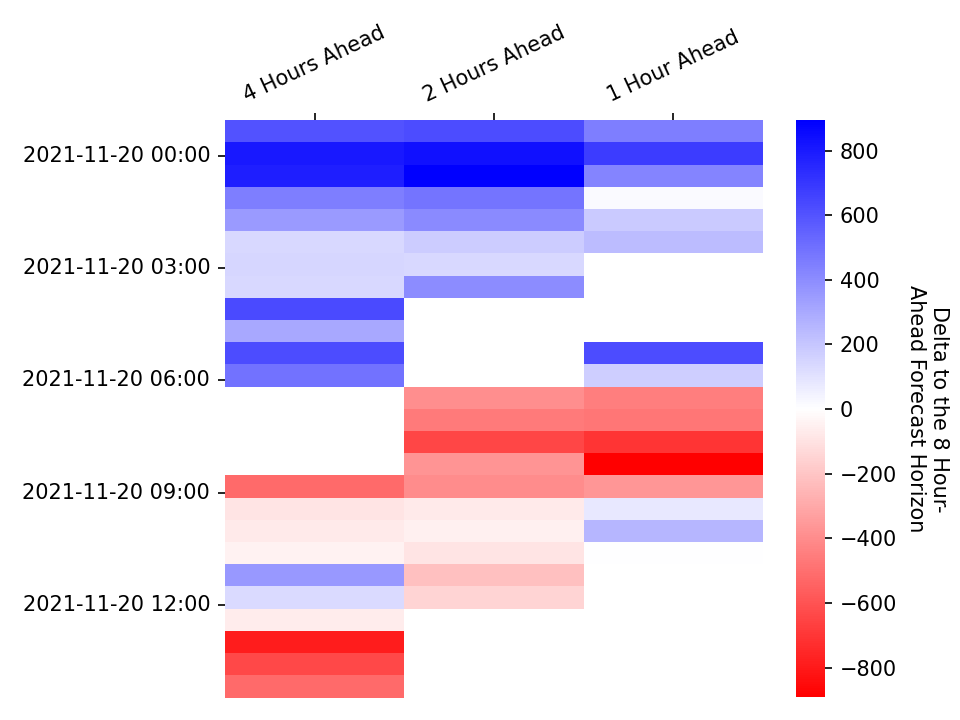 4 Hours Ahead
2 Hours Ahead
1 Hour Ahead
2021-11-20 00:00
2021-11-20 03:00
2021-11-20 06:00
2021-11-20 09:00
2021-11-20 12:00
800
600
400
200
0
−200
−400
−600
−800
Delta to the 8 Hour-
Ahead Forecast Horizon